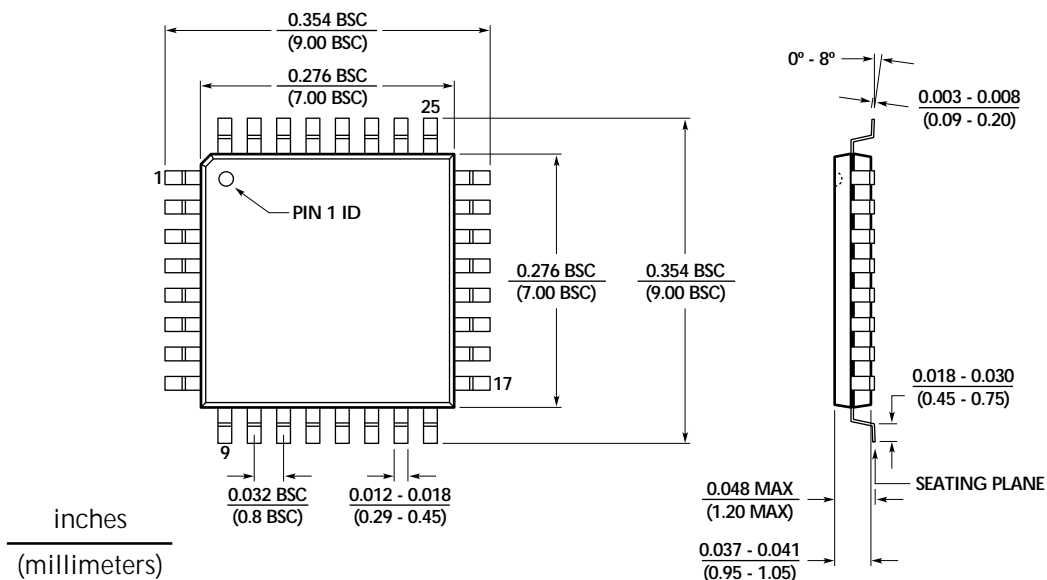 0.354 BSC
(9.00 BSC)
0.276 BSC
(7.00 BSC)
25
1
PIN 1 ID
0.276 BSC
(7.00 BSC)
0.354 BSC
(9.00 BSC)
17
9
0.032 BSC
(0.8 BSC)
0.012 - 0.018
(0.29 - 0.45)
inches
(millimeters)
0º - 8º
0.003 - 0.008
(0.09 - 0.20)
0.018 - 0.030
(0.45 - 0.75)
SEATING PLANE
0.048 MAX
(1.20 MAX)
0.037 - 0.041
(0.95 - 1.05)